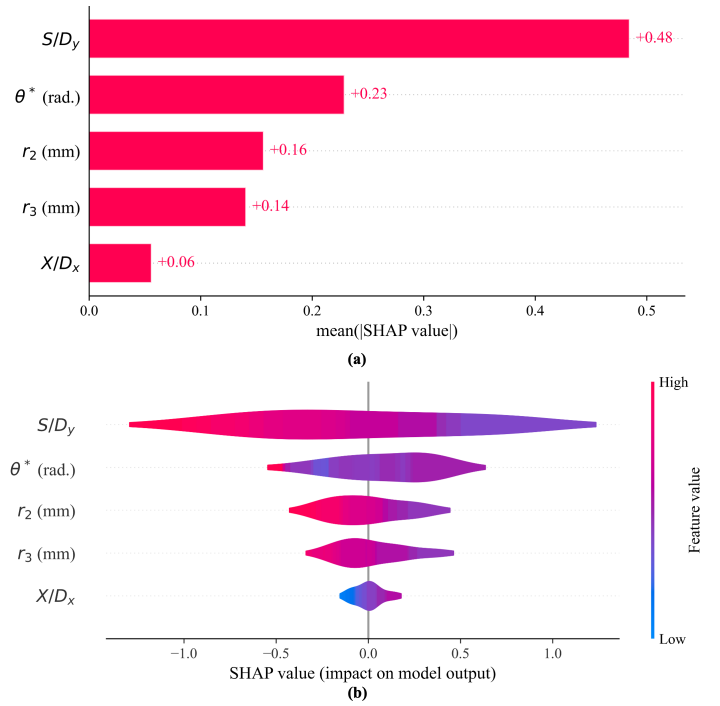 S/D_y
+0.48
θ* (rad.)
+0.23
r_2 (mm)
+0.16
r_3 (mm)
+0.14
X/D_x
+0.06
0.0 0.1 0.2 0.3 0.4 0.5
mean(|SHAP value|)
(a)
High
S/D_y
θ* (rad.)
r_2 (mm)
r_3 (mm)
X/D_x
Feature value
Low
−1.0 −0.5 0.0 0.5 1.0
SHAP value (impact on model output)
(b)